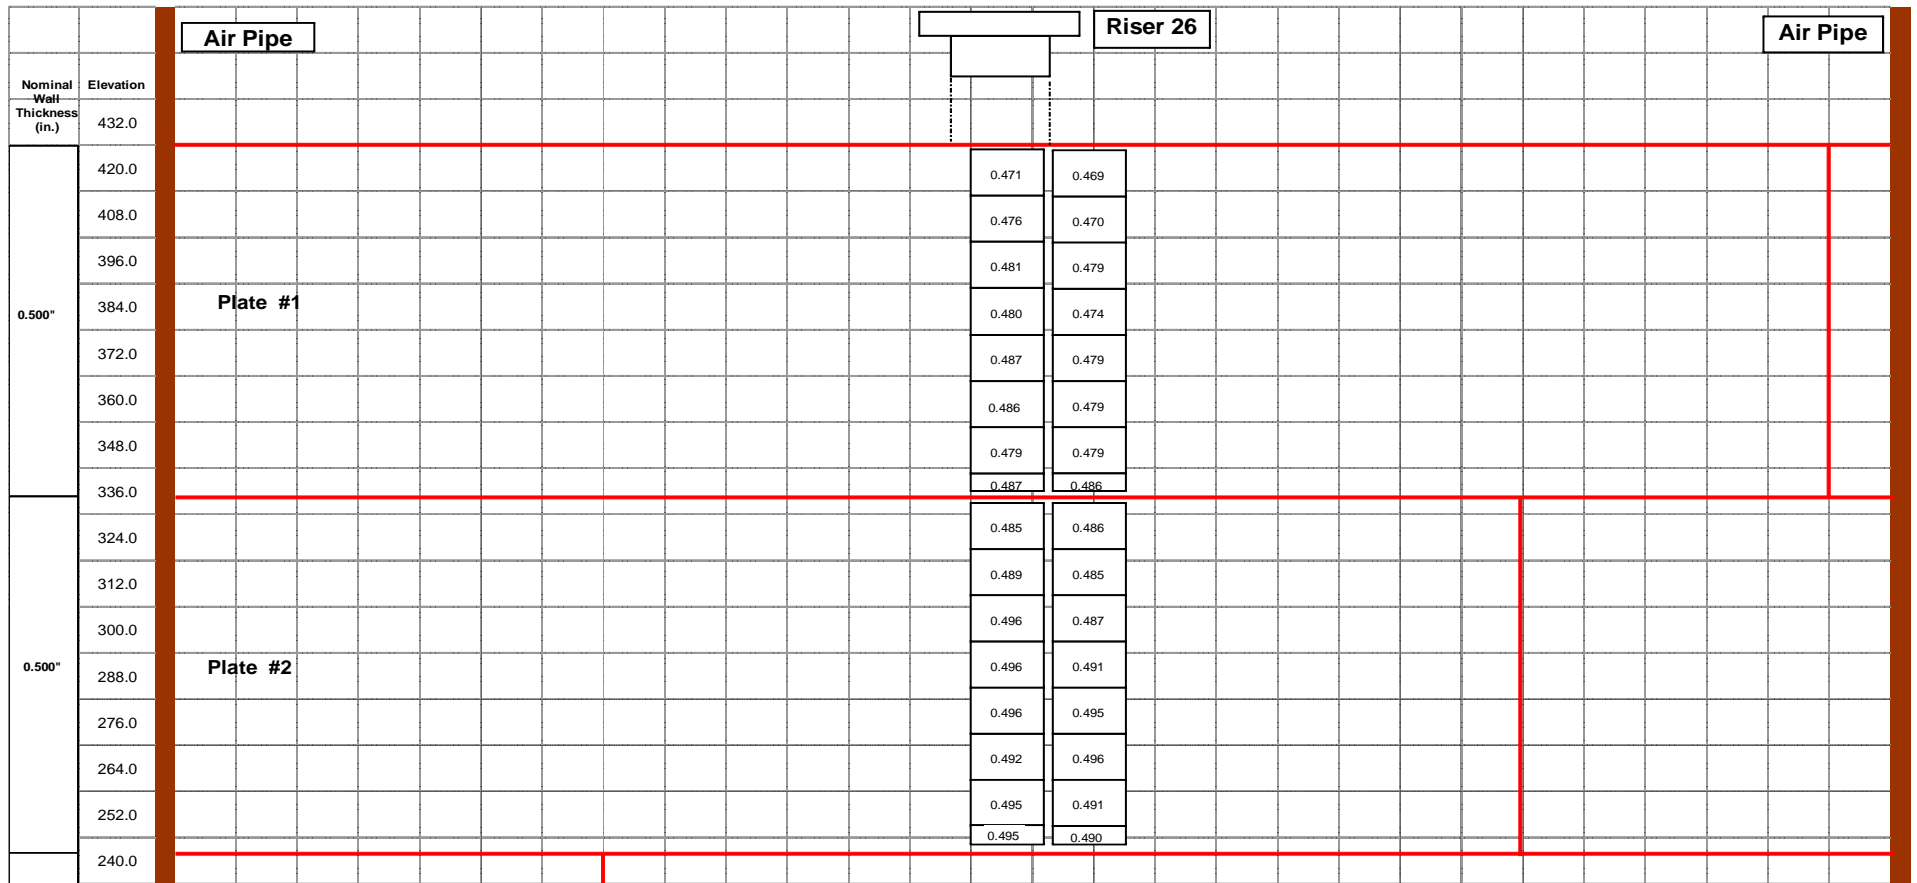 Air Pipe
Riser 26
Air Pipe
Nominal
Wall
Thickness
(in.)
Elevation
432.0
420.0 0.471 0.469
408.0 0.476 0.470
396.0 0.481 0.479
Plate #1
0.500"
384.0 0.480 0.474
372.0 0.487 0.479
360.0 0.486 0.479
348.0 0.479 0.479
336.0 0.487 0.486
324.0 0.485 0.486
312.0 0.489 0.485
300.0 0.496 0.487
0.500"
Plate #2
288.0 0.496 0.491
276.0 0.496 0.495
264.0 0.492 0.496
252.0 0.495 0.491
0.495 0.490
240.0